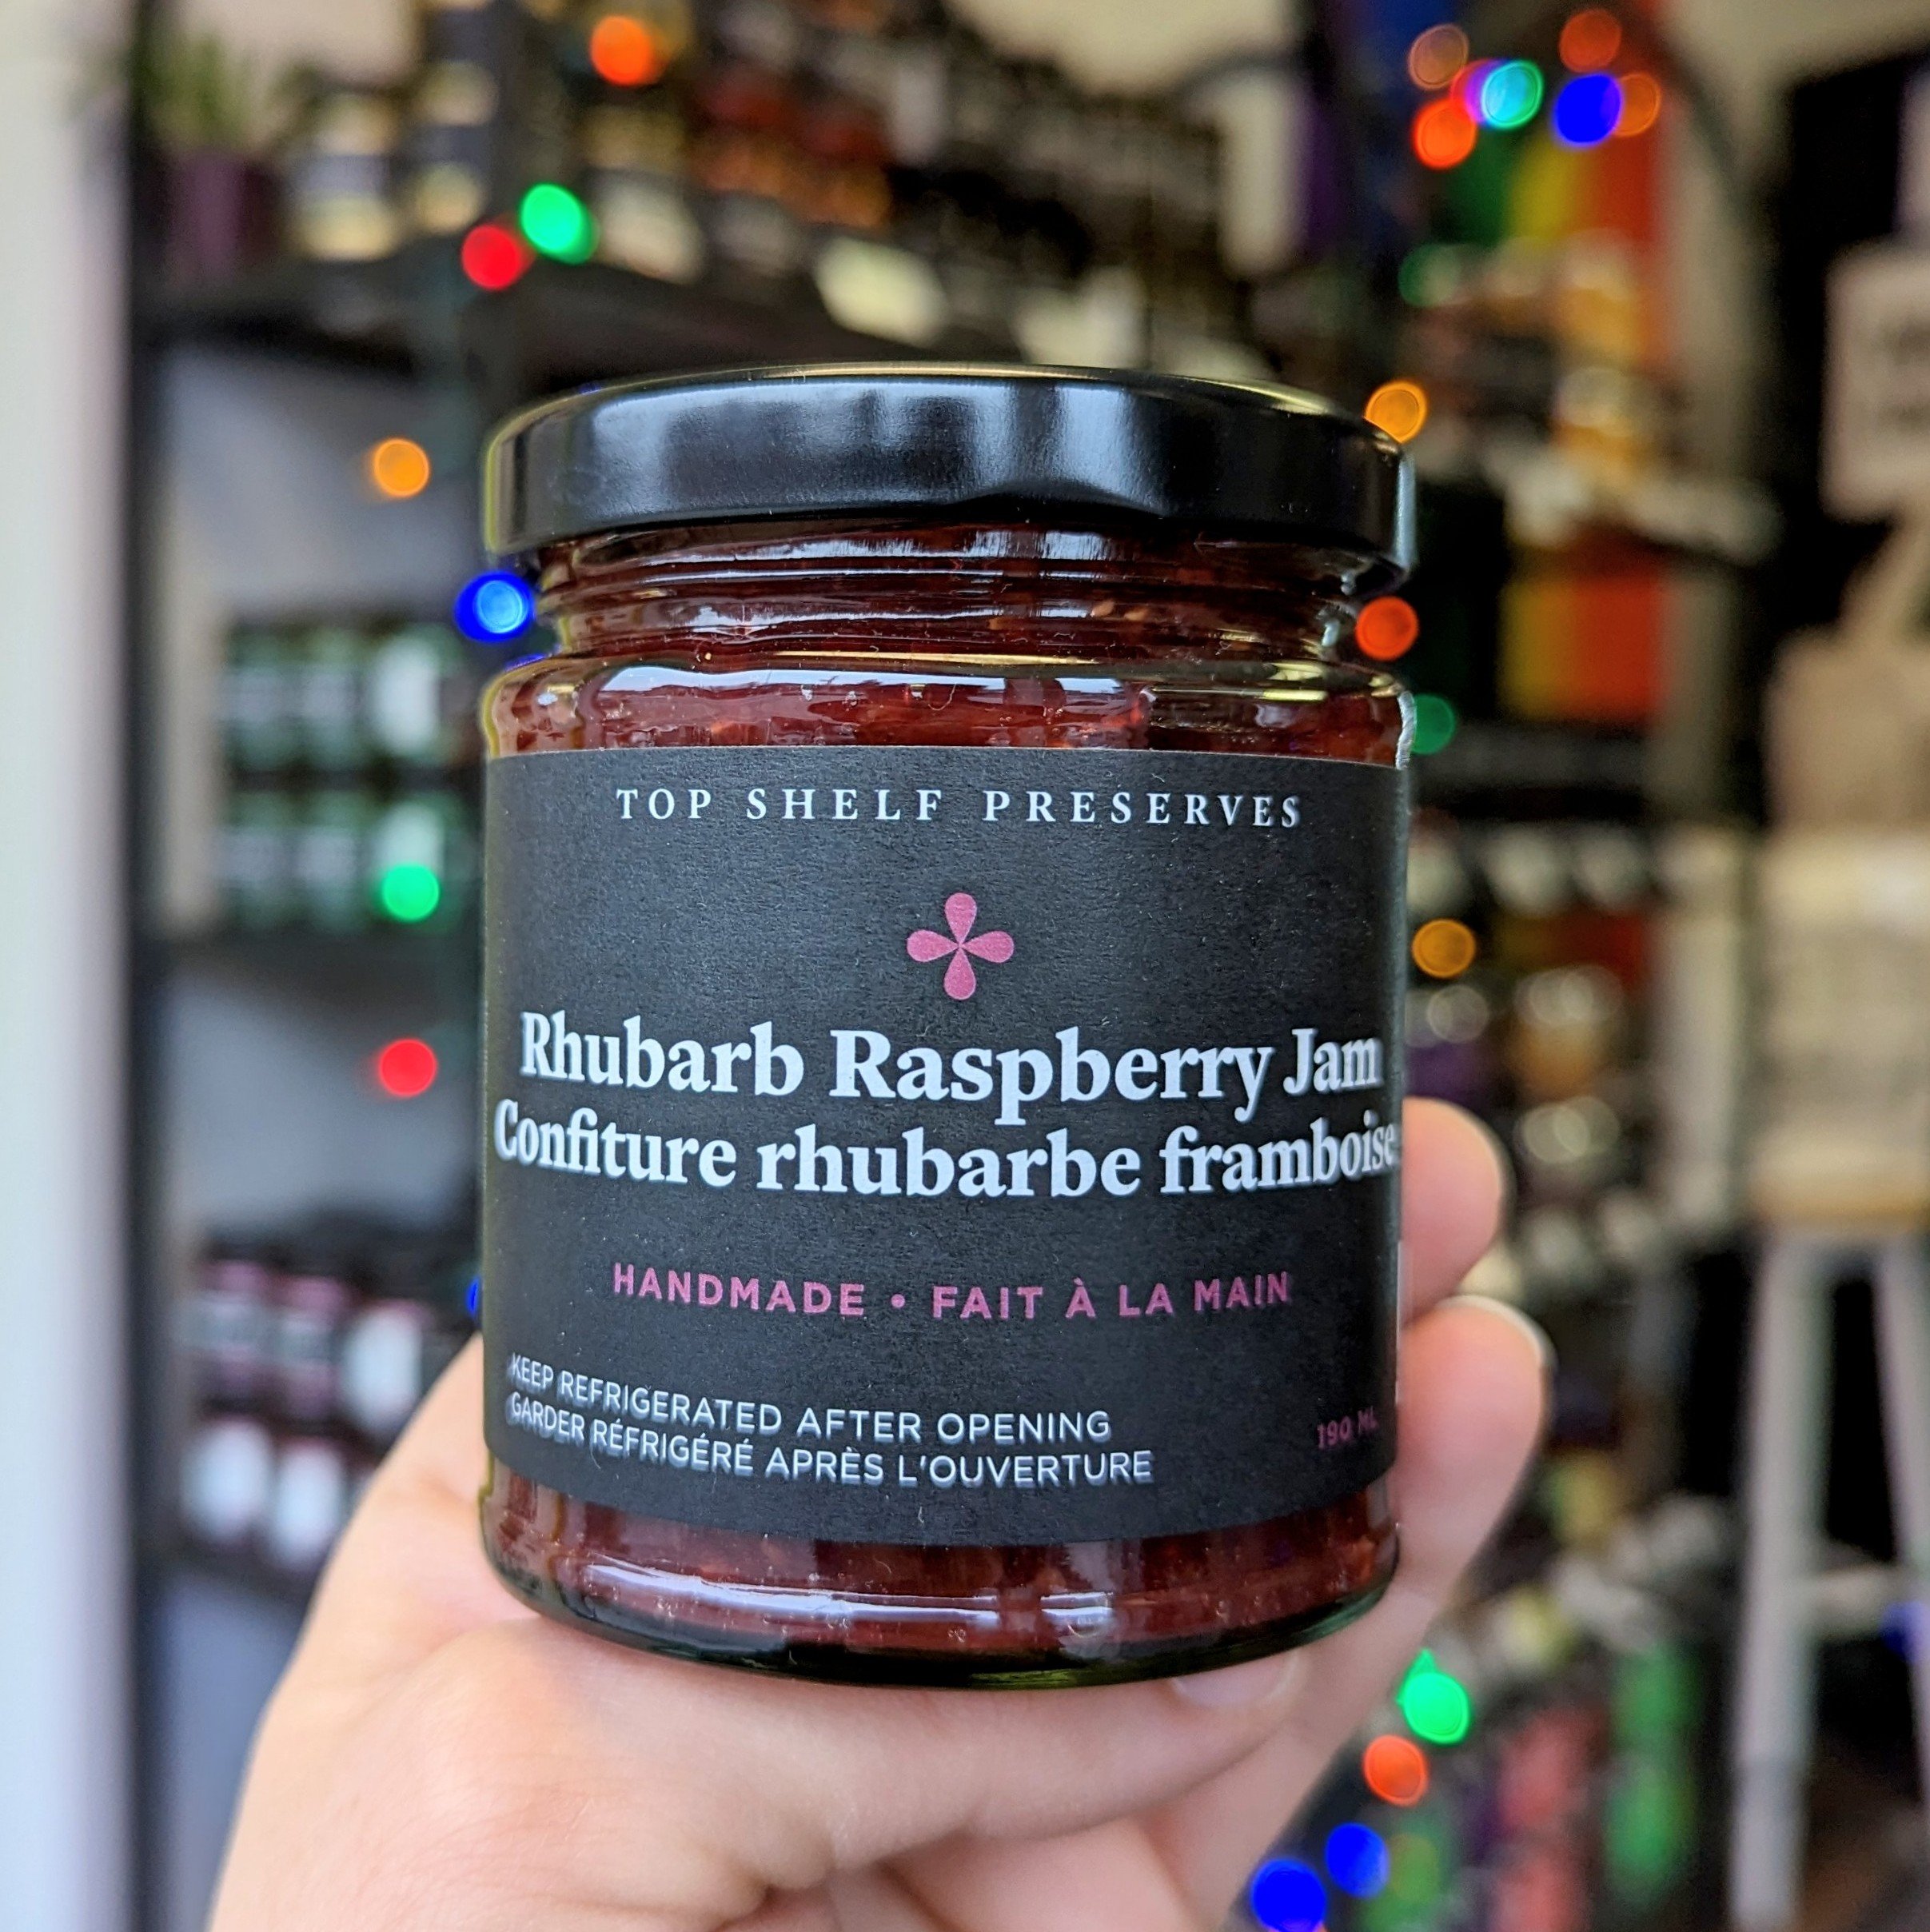 TOP SHELF PRESERVES
Rhubarb Raspberry Jam
Confiture rhubarbe framboise
HANDMADE • FAIT À LA MAIN
KEEP REFRIGERATED AFTER OPENING
GARDER RÉFRIGÉRÉ APRÈS L'OUVERTURE
190 ML